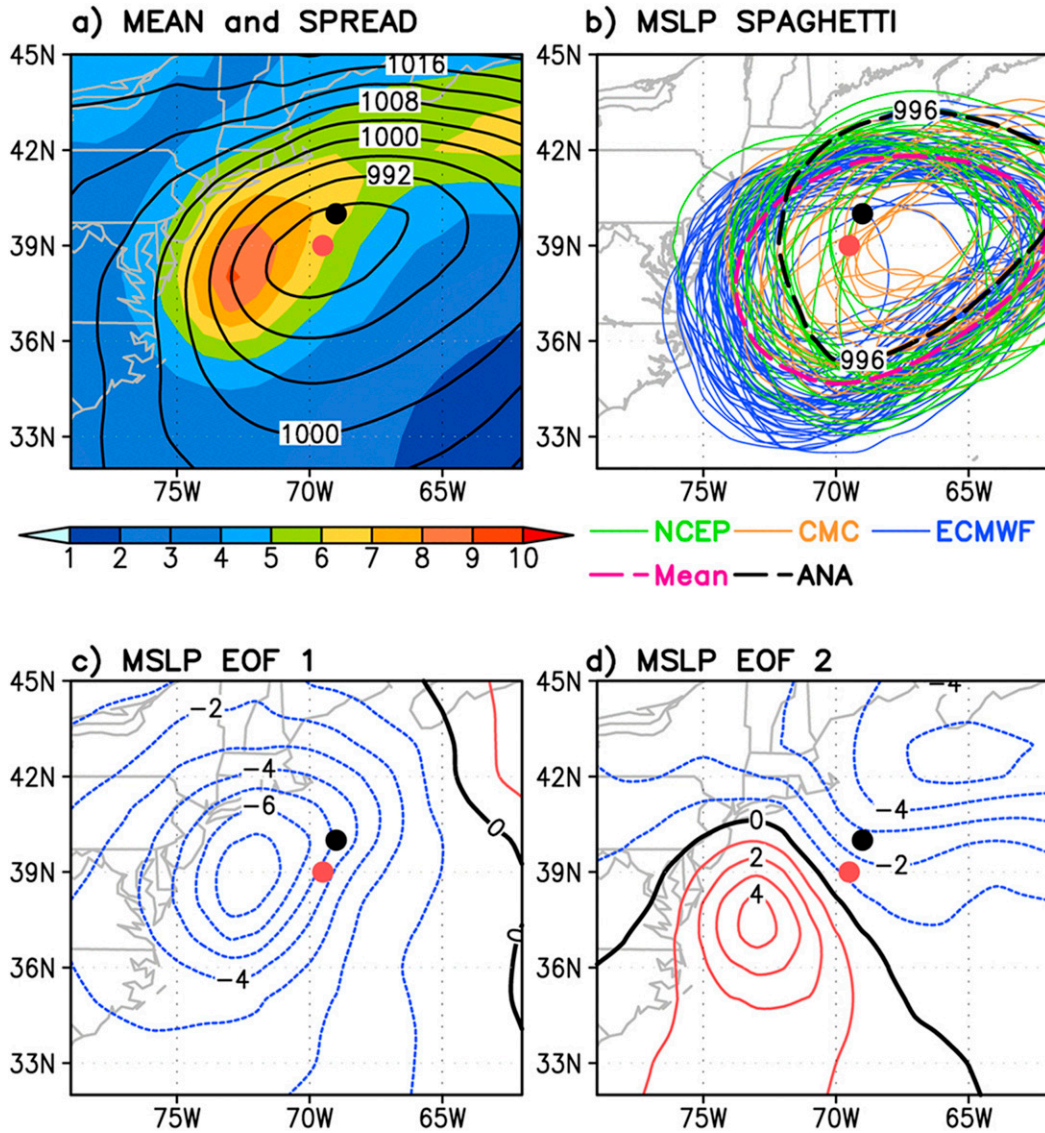 a) MEAN and SPREAD
45N
42N
39N
36N
33N
75W 70W 65W
1016
1008
1000
992
1000
1 2 3 4 5 6 7 8 9 10
b) MSLP SPAGHETTI
45N
42N
39N
36N
33N
75W 70W 65W
996
996
NCEP CMC ECMWF
Mean ANA
c) MSLP EOF 1
45N
42N
39N
36N
33N
75W 70W 65W
-2
-4
-6
-4
0
0
d) MSLP EOF 2
45N
42N
39N
36N
33N
75W 70W 65W
-4
-4
0
2
-2
4